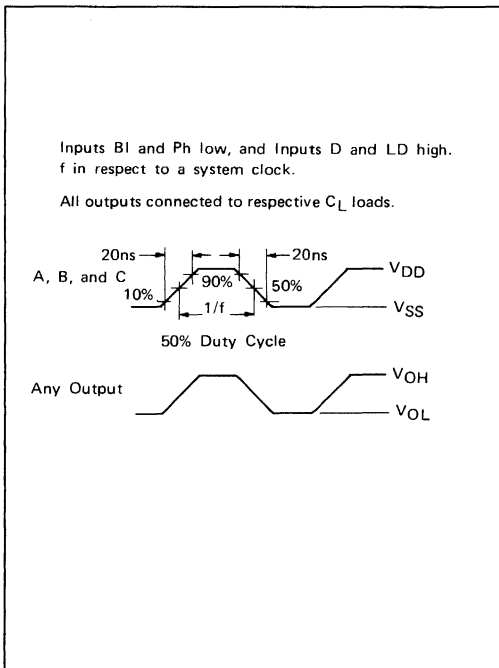 Inputs BI and Ph low, and Inputs D and LD high.
f in respect to a system clock.
All outputs connected to respective CL loads.
20ns 20ns
A, B, and C 90% VDD
10% 50%
1/f VSS
50% Duty Cycle
Any Output VOH
VOL